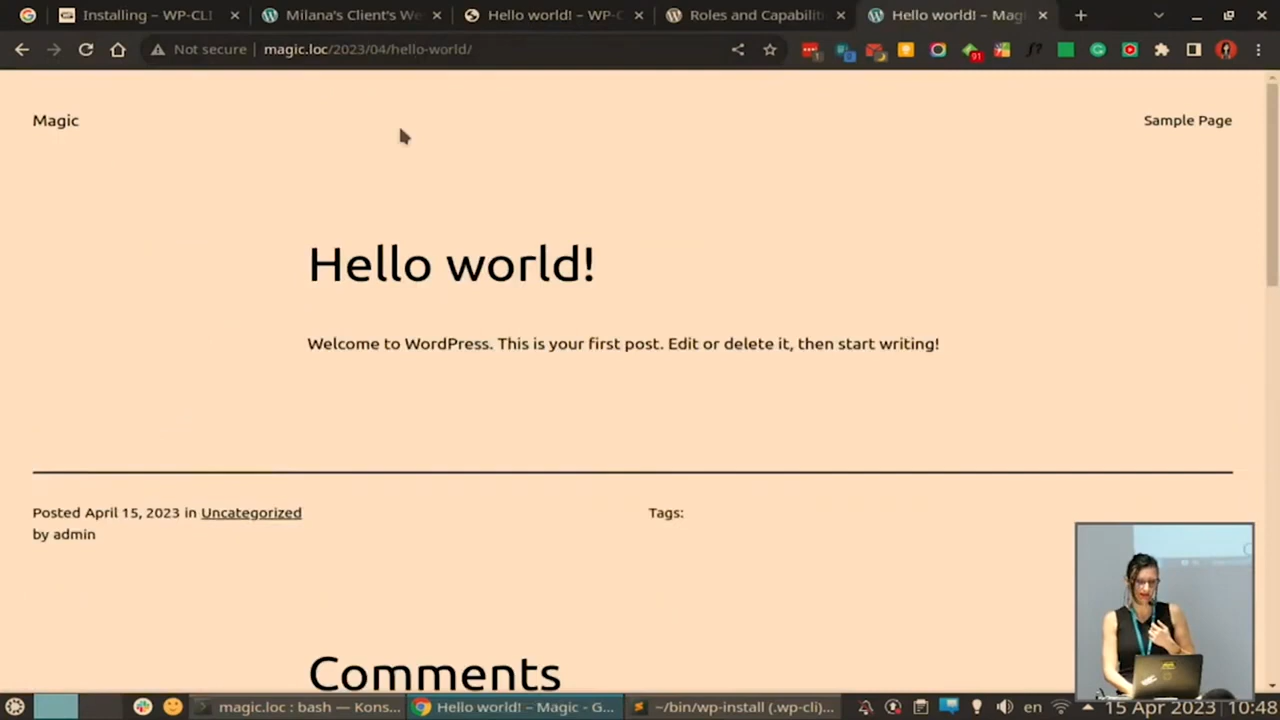 Installing – WP-CLI
Milana's Client's We
Hello world! – WP-C
Roles and Capabiliti
Hello world! – Magi
Not secure
magic.loc/2023/04/hello-world/
91
Magic
Sample Page
Hello world!
Welcome to WordPress. This is your first post. Edit or delete it, then start writing!
Posted April 15, 2023 in Uncategorized
by admin
Tags:
Comments
magic.loc : bash — Kons...
Hello world! – Magic - G...
~/bin/wp-install (.wp-cli)...
en
15 Apr 2023
10:48